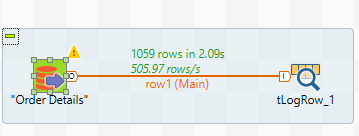 1059 rows in 2.09s
505.97 rows/s
row1 (Main)
"Order Details"
tLogRow_1